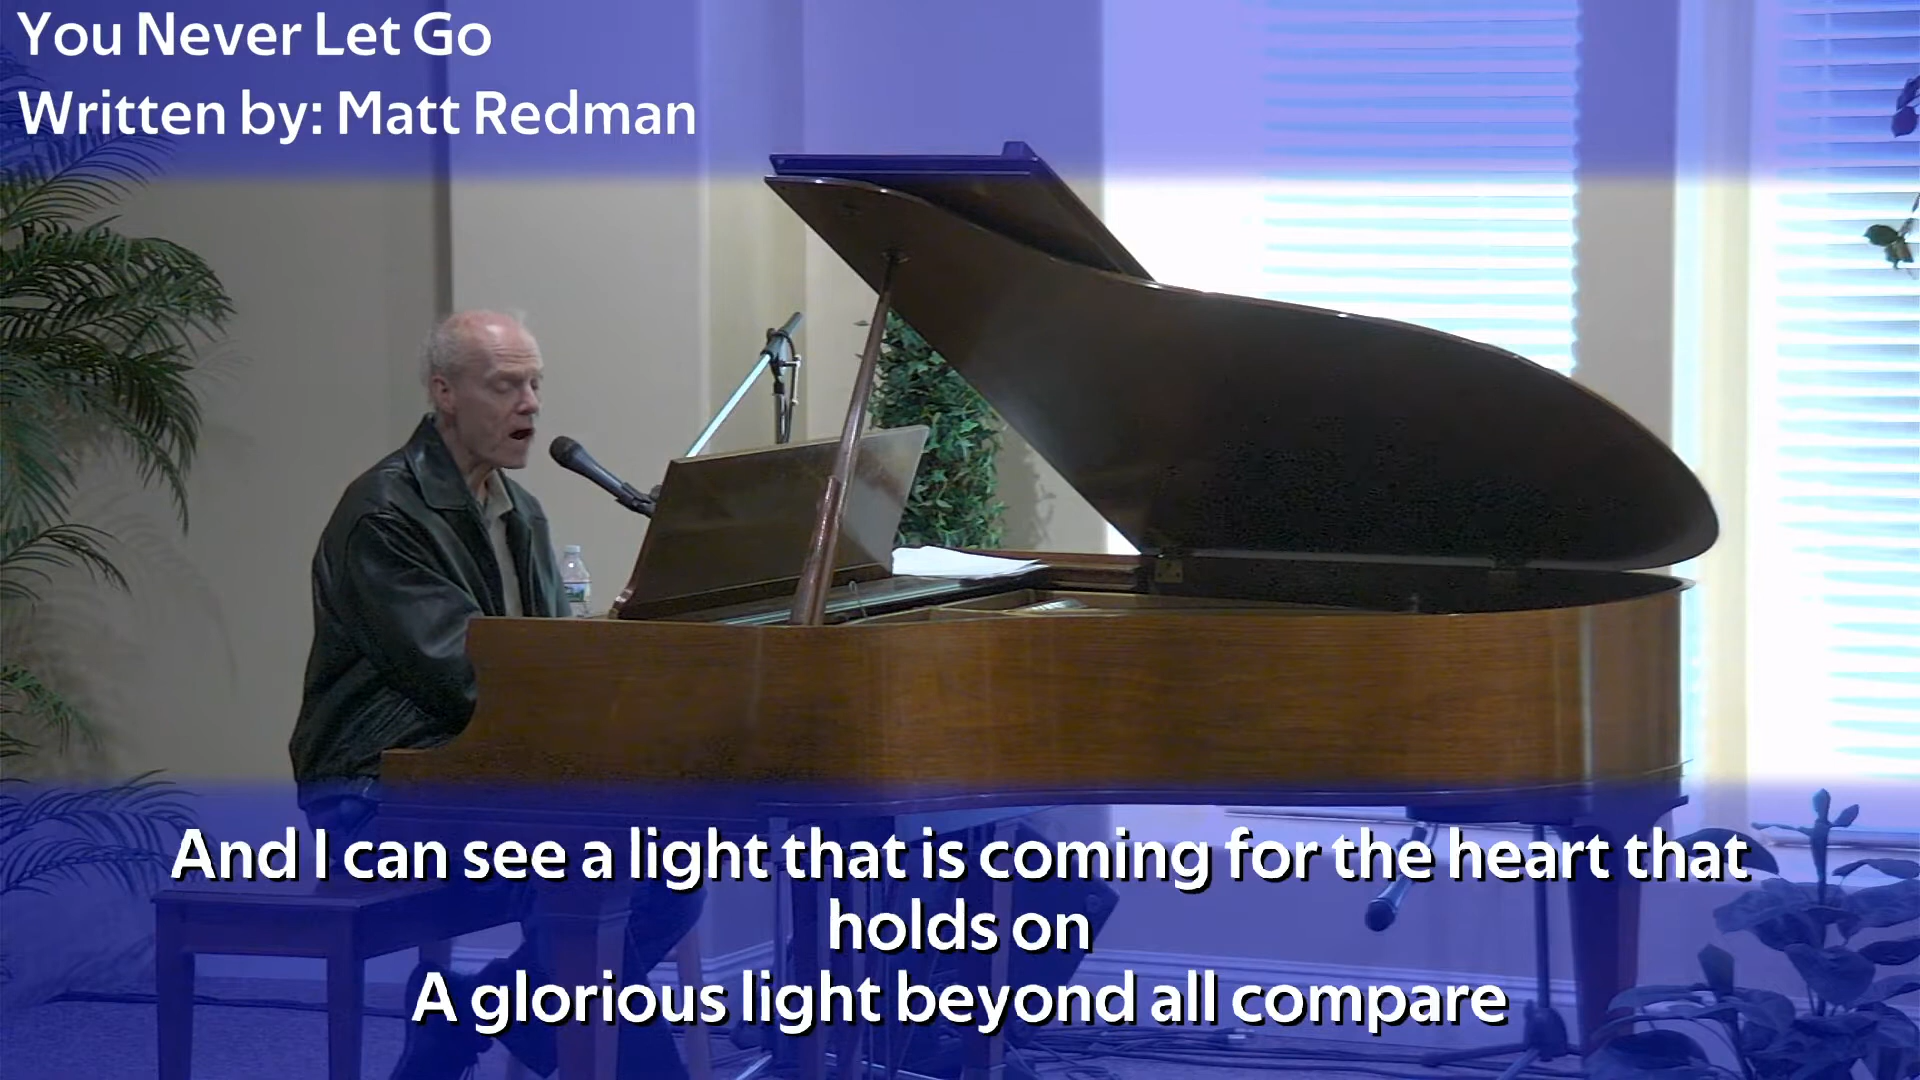 You Never Let Go
Written by: Matt Redman
And I can see a light that is coming for the heart that
holds on
A glorious light beyond all compare